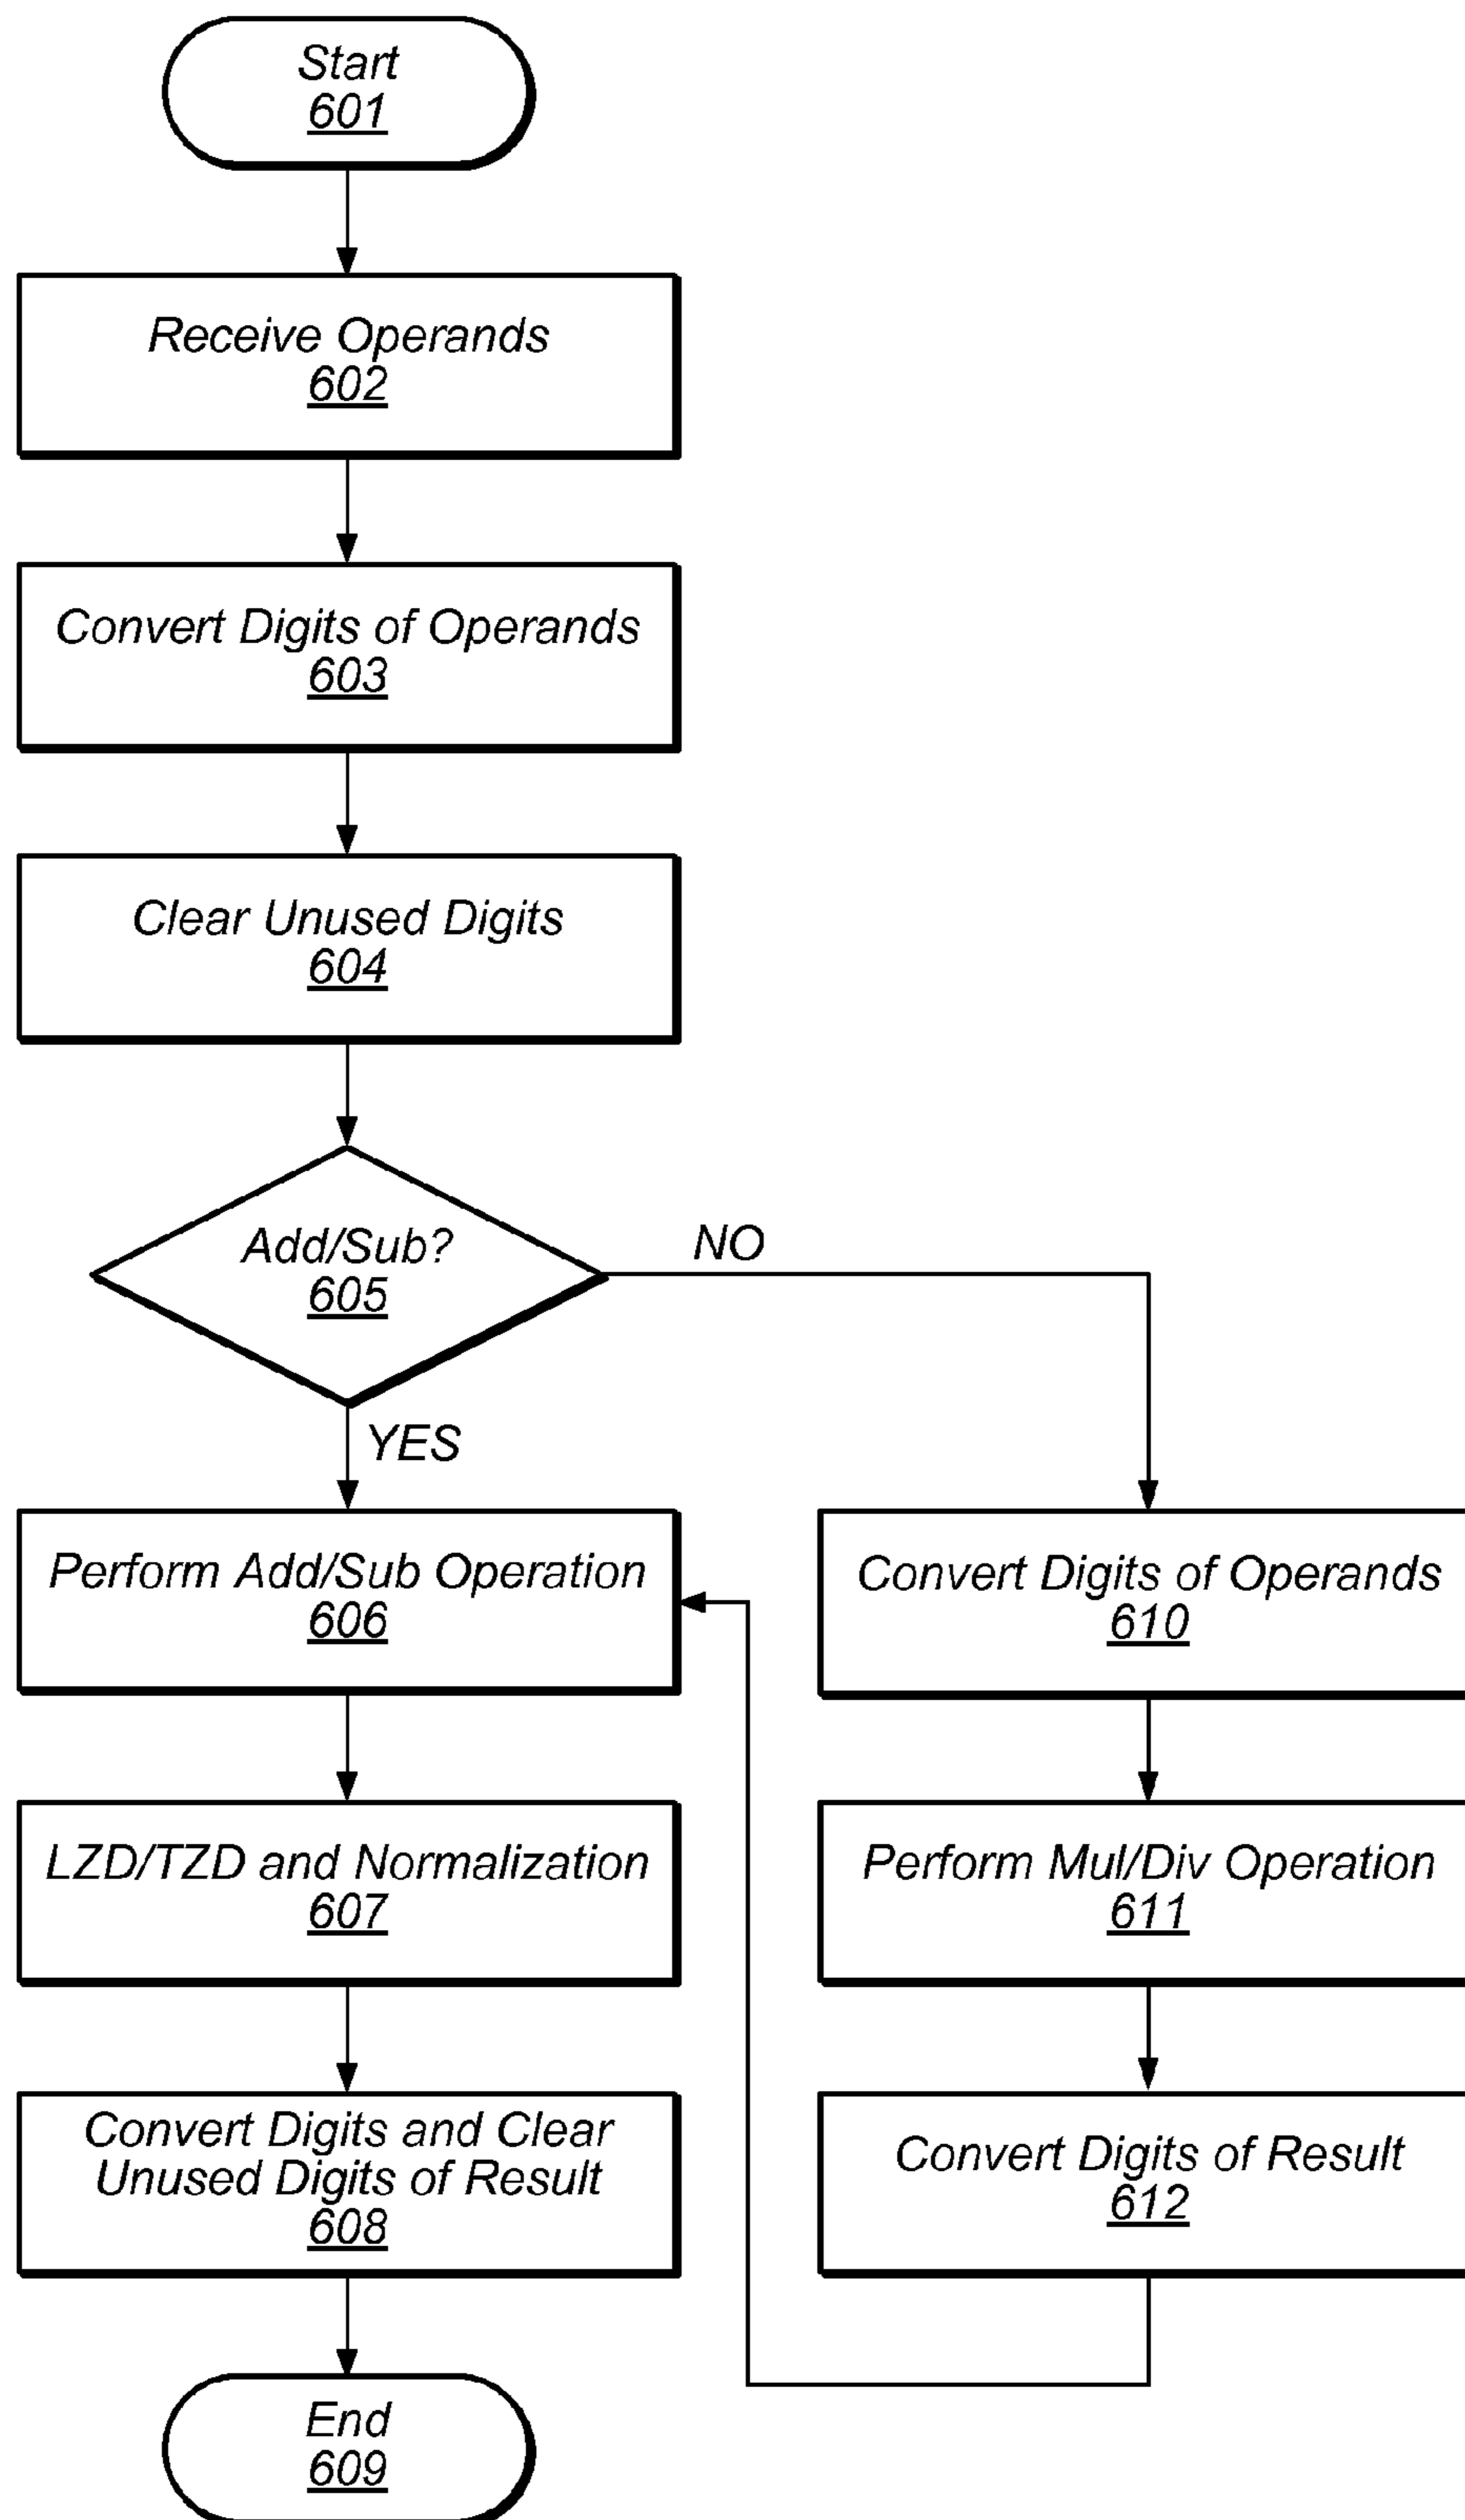 Start
601
Receive Operands
602
Convert Digits of Operands
603
Clear Unused Digits
604
Add/Sub?
605
NO
YES
Perform Add/Sub Operation
606
Convert Digits of Operands
610
LZD/TZD and Normalization
607
Perform Mul/Div Operation
611
Convert Digits and Clear
Unused Digits of Result
608
Convert Digits of Result
612
End
609